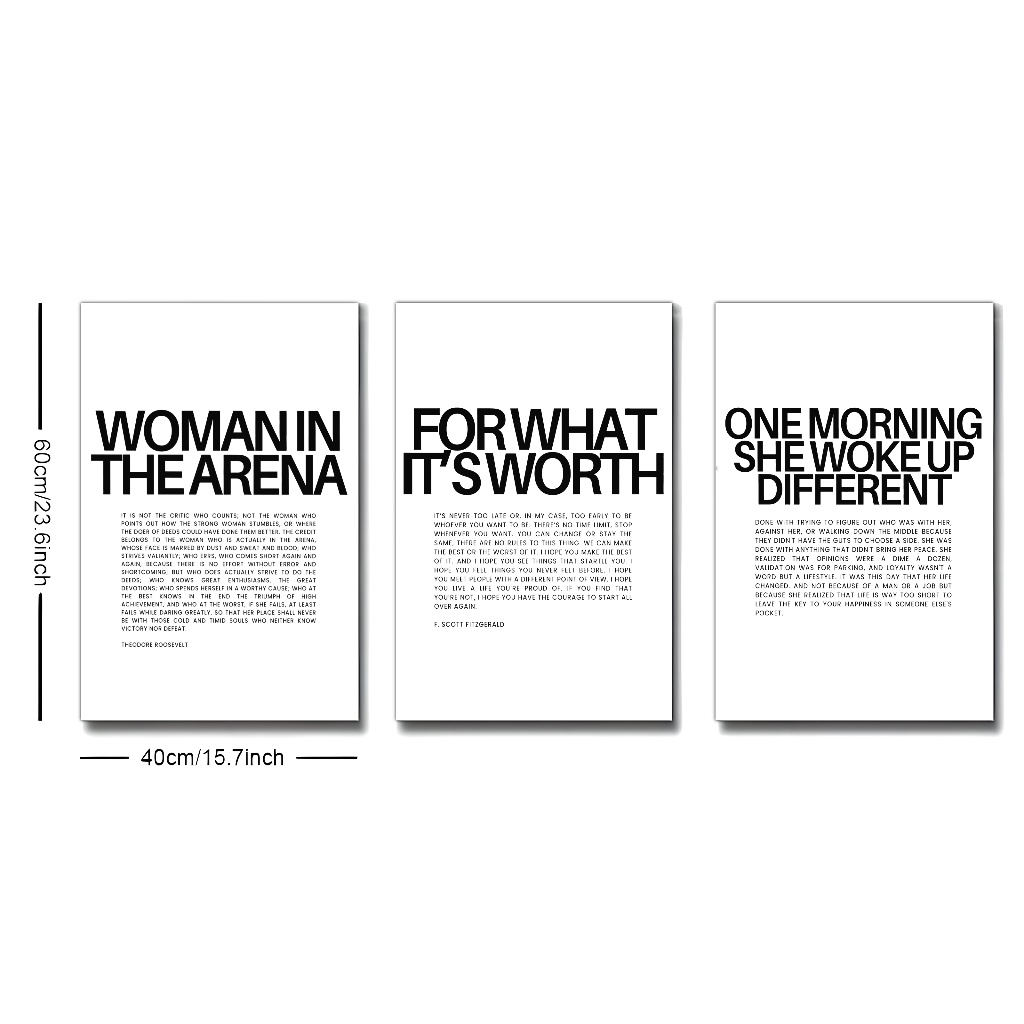 60cm/23.6inch
WOMAN IN
THE ARENA
IT IS NOT THE CRITIC WHO COUNTS; NOT THE WOMAN WHO
POINTS OUT HOW THE STRONG WOMAN STUMBLES, OR WHERE
THE DOER OF DEEDS COULD HAVE DONE THEM BETTER. THE CREDIT
BELONGS TO THE WOMAN WHO IS ACTUALLY IN THE ARENA,
WHOSE FACE IS MARRED BY DUST AND SWEAT AND BLOOD; WHO
STRIVES VALIANTLY; WHO ERRS, WHO COMES SHORT AGAIN AND
AGAIN, BECAUSE THERE IS NO EFFORT WITHOUT ERROR AND
SHORTCOMING; BUT WHO DOES ACTUALLY STRIVE TO DO THE
DEEDS; WHO KNOWS GREAT ENTHUSIASMS, THE GREAT
DEVOTIONS; WHO SPENDS HERSELF IN A WORTHY CAUSE; WHO AT
THE BEST KNOWS IN THE END THE TRIUMPH OF HIGH
ACHIEVEMENT, AND WHO AT THE WORST, IF SHE FAILS, AT LEAST
FAILS WHILE DARING GREATLY, SO THAT HER PLACE SHALL NEVER
BE WITH THOSE COLD AND TIMID SOULS WHO NEITHER KNOW
VICTORY NOR DEFEAT.
THEODORE ROOSEVELT
40cm/15.7inch
FOR WHAT
IT'S WORTH
IT'S NEVER TOO LATE OR, IN MY CASE, TOO EARLY TO BE
WHOEVER YOU WANT TO BE. THERE'S NO TIME LIMIT, STOP
WHENEVER YOU WANT. YOU CAN CHANGE OR STAY THE
SAME, THERE ARE NO RULES TO THIS THING. WE CAN MAKE
THE BEST OR THE WORST OF IT. I HOPE YOU MAKE THE BEST
OF IT. AND I HOPE YOU SEE THINGS THAT STARTLE YOU. I
HOPE YOU FEEL THINGS YOU NEVER FELT BEFORE. I HOPE
YOU MEET PEOPLE WITH A DIFFERENT POINT OF VIEW. I HOPE
YOU LIVE A LIFE YOU'RE PROUD OF. IF YOU FIND THAT
YOU'RE NOT, I HOPE YOU HAVE THE COURAGE TO START ALL
OVER AGAIN.
F. SCOTT FITZGERALD
ONE MORNING
SHE WOKE UP
DIFFERENT
DONE WITH TRYING TO FIGURE OUT WHO WAS WITH HER,
AGAINST HER, OR WALKING DOWN THE MIDDLE BECAUSE
THEY DIDN'T HAVE THE GUTS TO CHOOSE A SIDE. SHE WAS
DONE WITH ANYTHING THAT DIDN'T BRING HER PEACE. SHE
REALIZED THAT OPINIONS WERE A DIME A DOZEN,
VALIDATION WAS FOR PARKING, AND LOYALTY WASN'T A
WORD BUT A LIFESTYLE. IT WAS THIS DAY THAT HER LIFE
CHANGED. AND NOT BECAUSE OF A MAN OR A JOB BUT
BECAUSE SHE REALIZED THAT LIFE IS WAY TOO SHORT TO
LEAVE THE KEY TO YOUR HAPPINESS IN SOMEONE ELSE'S
POCKET.